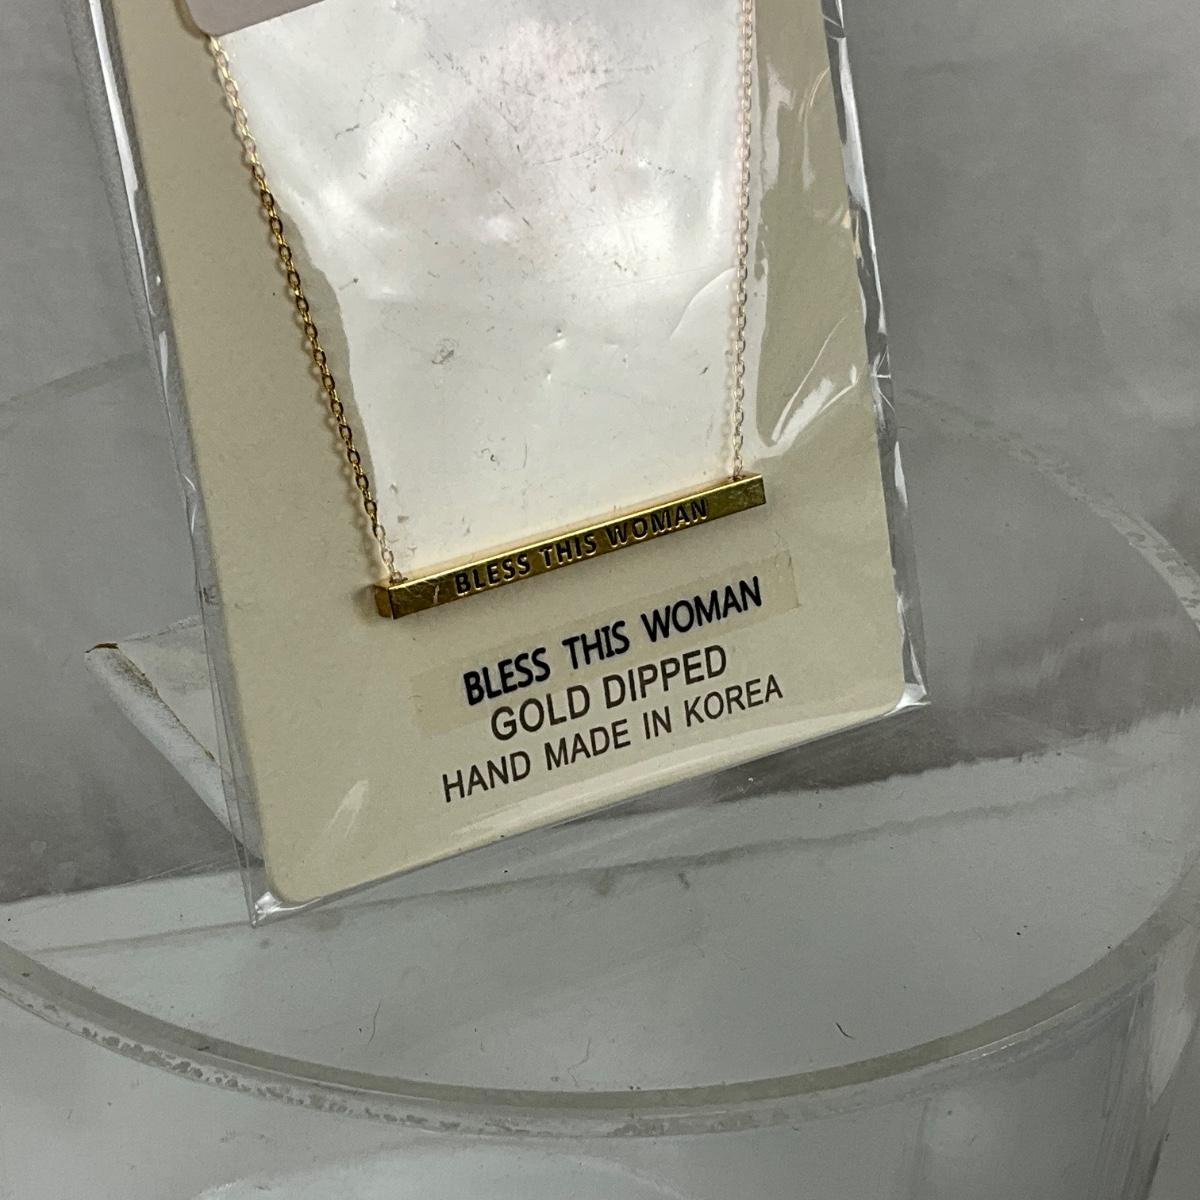 BLESS THIS WOMAN
BLESS THIS WOMAN
GOLD DIPPED
HAND MADE IN KOREA